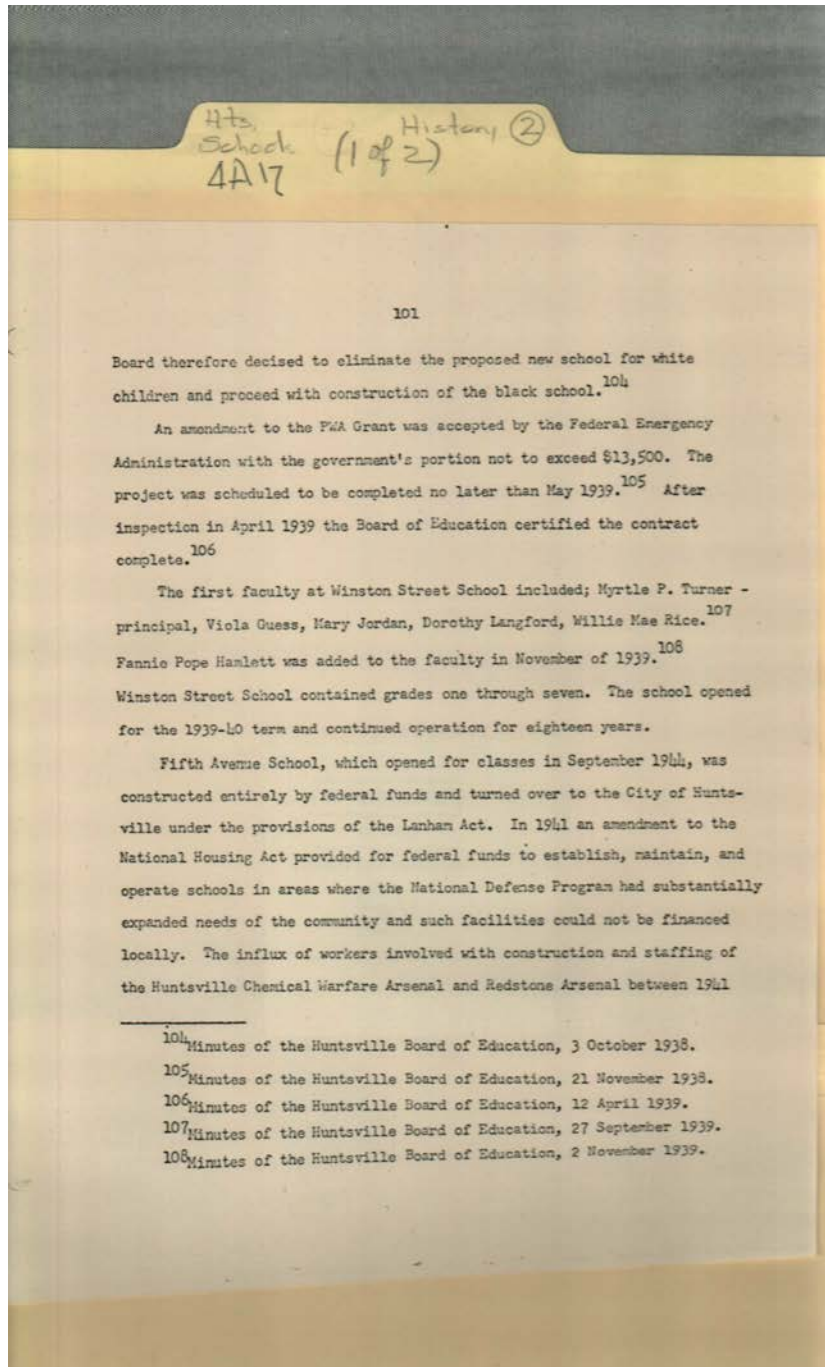 Hts. History ②
School (1 of 2)
4A17
101
Board therefore decised to eliminate the proposed new school for white
children and proceed with construction of the black school.104
An amendment to the PWA Grant was accepted by the Federal Emergency
Administration with the government's portion not to exceed $13,500. The
project was scheduled to be completed no later than May 1939.105 After
inspection in April 1939 the Board of Education certified the contract
complete.106
The first faculty at Winston Street School included; Myrtle P. Turner -
principal, Viola Guess, Mary Jordan, Dorothy Langford, Willie Mae Rice.107
Fannie Pope Hamlett was added to the faculty in November of 1939.108
Winston Street School contained grades one through seven. The school opened
for the 1939-40 term and continued operation for eighteen years.
Fifth Avenue School, which opened for classes in September 1944, was
constructed entirely by federal funds and turned over to the City of Hunts-
ville under the provisions of the Lanham Act. In 1941 an amendment to the
National Housing Act provided for federal funds to establish, maintain, and
operate schools in areas where the National Defense Program had substantially
expanded needs of the community and such facilities could not be financed
locally. The influx of workers involved with construction and staffing of
the Huntsville Chemical Warfare Arsenal and Redstone Arsenal between 1941
104Minutes of the Huntsville Board of Education, 3 October 1938.
105Minutes of the Huntsville Board of Education, 21 November 1938.
106Minutes of the Huntsville Board of Education, 12 April 1939.
107Minutes of the Huntsville Board of Education, 27 September 1939.
108Minutes of the Huntsville Board of Education, 2 November 1939.